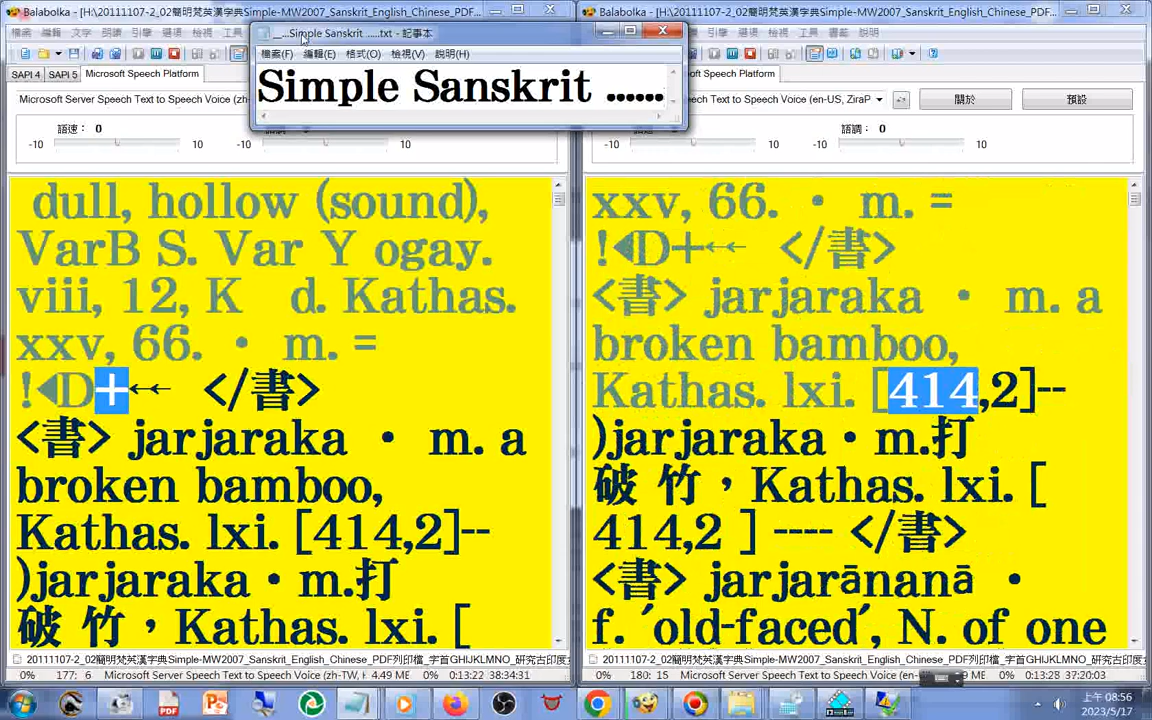 Balabolka - [H:\20111107-2_02簡明梵英漢字典Simple-MW2007_Sanskrit_English_Chinese_PDF...
Balabolka - [H:\20111107-2_02簡明梵英漢字典Simple-MW2007_Sanskrit_English_Chinese_PDF...
__...Simple Sanskrit .....txt - 記事本
檔案(F) 編輯(E) 格式(O) 檢視(V) 說明(H)
Simple Sanskrit ......
SAPI 4 SAPI 5 Microsoft Speech Platform
Speech Platform
Microsoft Server Speech Text to Speech Voice (zh-
ech Text to Speech Voice (en-US, ZiraP
關於
預設
語速： 0
語調： 0
-10 10 -10 10
-10 10 -10 10
dull, hollow (sound),
VarB S. Var Y ogay.
viii, 12, K d. Kathas.
xxv, 66. • m. =
!◀D+←← </書>
<書> jarjaraka • m. a
broken bamboo,
Kathas. lxi. [414,2]--
)jarjaraka • m.打
破 竹，Kathas. lxi. [
xxv, 66. • m. =
!◀D+←← </書>
<書> jarjaraka • m. a
broken bamboo,
Kathas. lxi. [414,2]--
)jarjaraka • m.打
破 竹，Kathas. lxi. [
414,2 ] ---- </書>
<書> jarjarānanā •
f. ´old-faced´, N. of one
20111107-2_02簡明梵英漢字典Simple-MW2007_Sanskrit_English_Chinese_PDF列印檔_字首GHIJKLMNO_研究古印度
20111107-2_02簡明梵英漢字典Simple-MW2007_Sanskrit_English_Chinese_PDF列印檔_字首GHIJKLMNO_研究古印度
0% 177; 6 Microsoft Server Speech Text to Speech Voice (zh-TW, 4.49 ME 0% 0:13:22 38:34:31
0% 180: 15 Microsoft Server Speech Text to Speech Voice (en-U ME 0% 0:13:28 37:20:03
上午 08:56
2023/5/17